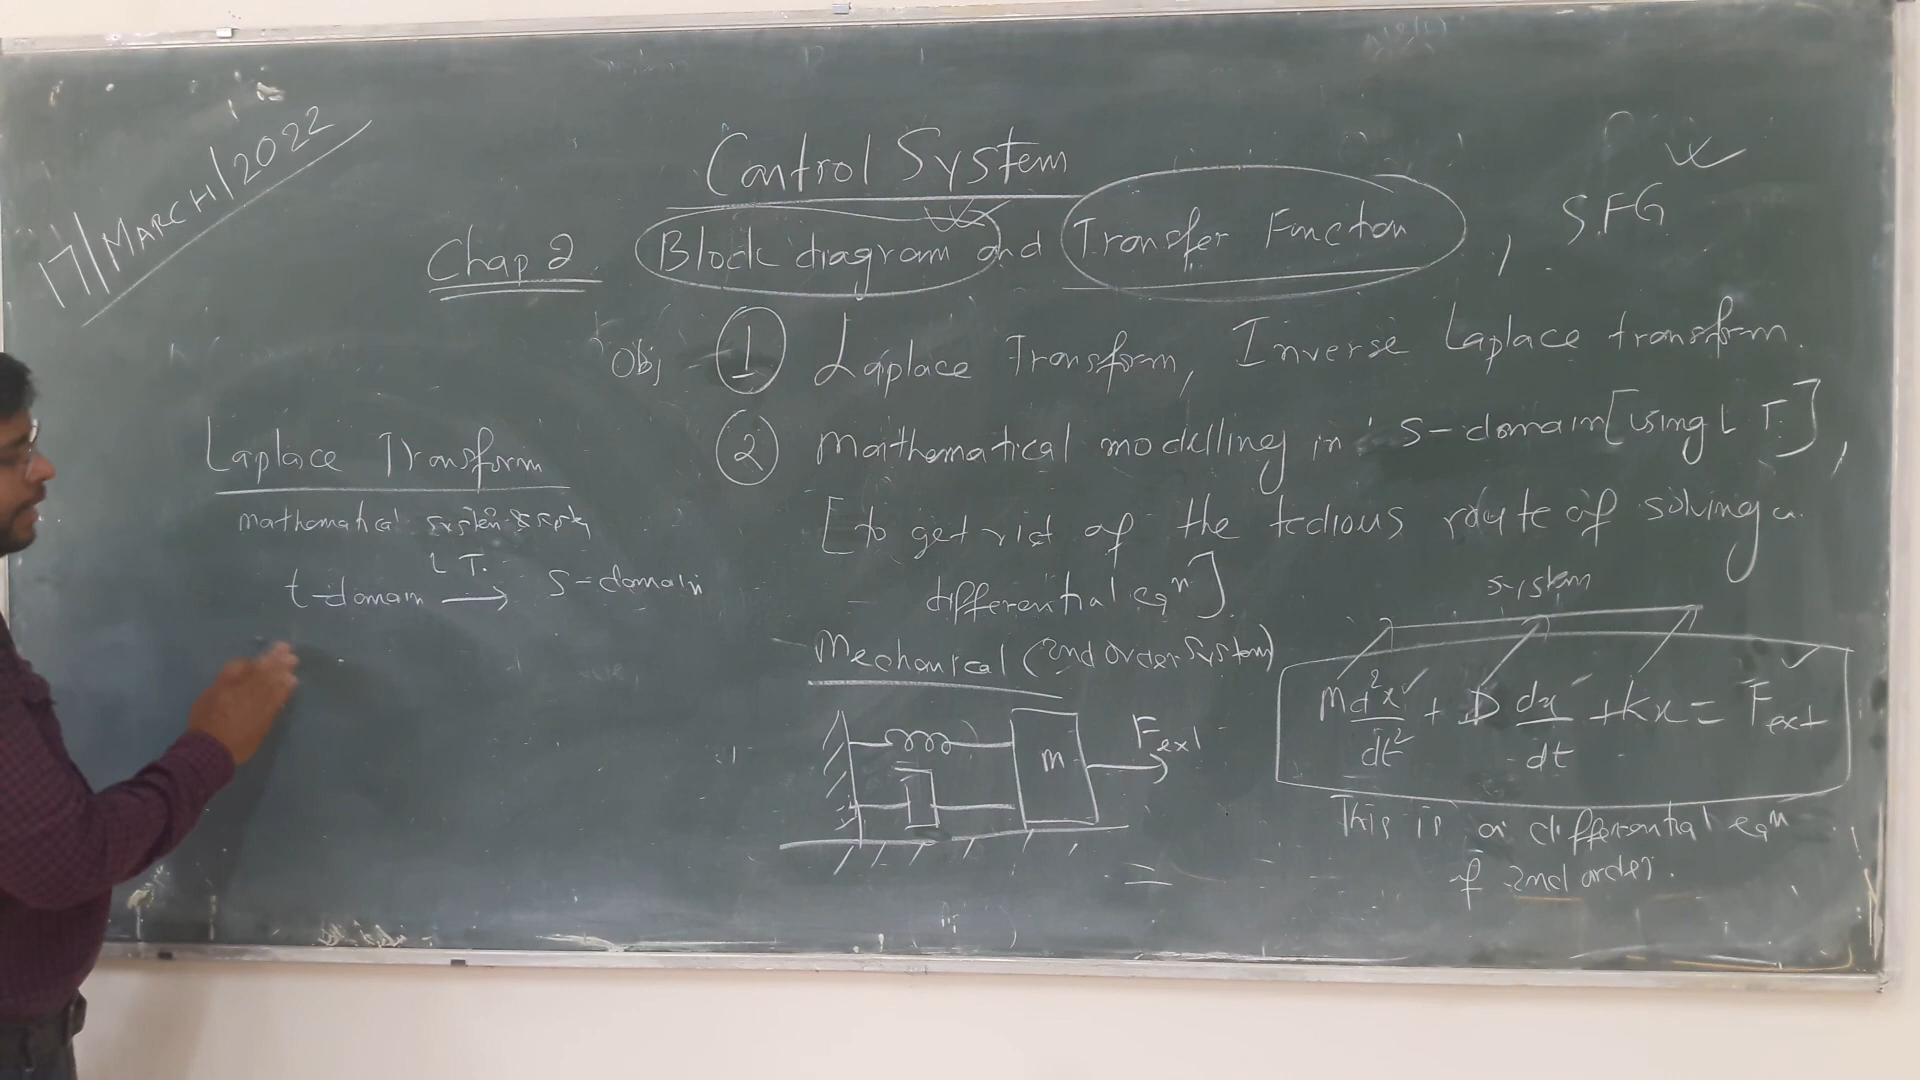 17/MARCH/2022
Control System
Chap 2 Block diagram and Transfer Function, S.F.G
Obj ① Laplace Transform, Inverse Laplace transform.
② Mathematical modelling in s-domain [using L.T.],
[to get rid of the tedious route of solving a
differential eqn].
Laplace Transform
mathematical
L.T.
t-domain → s-domain
Mechanical (2nd order System)
m
Fext
system
M d²x/dt² + D dx/dt + kx = Fext
This is a differential eqn
of 2nd order.